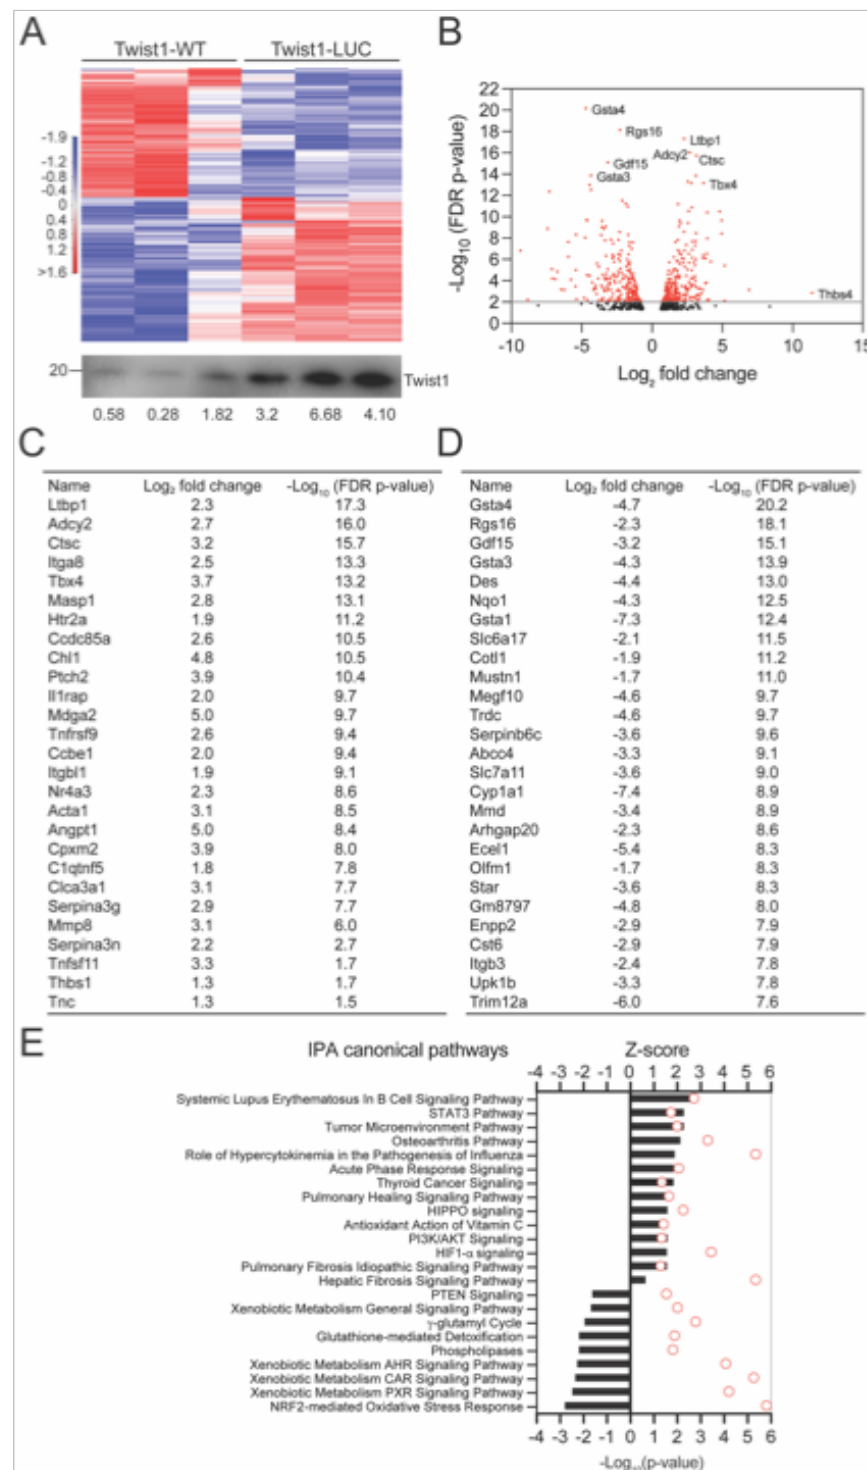 A
Twist1-WT Twist1-LUC
-1.9
-1.2
-0.8
-0.4
0
0.4
0.8
1.2
>1.6
20
Twist1
0.58 0.28 1.82 3.2 6.68 4.10
B
-Log10 (FDR p-value)
22
20
18
16
14
12
10
8
6
4
2
0
Gsta4
Rgs16
Ltbp1
Adcy2
Ctsc
Gdf15
Gsta3
Tbx4
Thbs4
-10 -5 0 5 10 15
Log2 fold change
C
Name Log2 fold change -Log10 (FDR p-value)
Ltbp1 2.3 17.3
Adcy2 2.7 16.0
Ctsc 3.2 15.7
Itga8 2.5 13.3
Tbx4 3.7 13.2
Masp1 2.8 13.1
Htr2a 1.9 11.2
Ccdc85a 2.6 10.5
Chl1 4.8 10.5
Ptch2 3.9 10.4
Il1rap 2.0 9.7
Mdga2 5.0 9.7
Tnfrsf9 2.6 9.4
Ccbe1 2.0 9.4
Itgbl1 1.9 9.1
Nr4a3 2.3 8.6
Acta1 3.1 8.5
Angpt1 5.0 8.4
Cpxm2 3.9 8.0
C1qtnf5 1.8 7.8
Clca3a1 3.1 7.7
Serpina3g 2.9 7.7
Mmp8 3.1 6.0
Serpina3n 2.2 2.7
Tnfsf11 3.3 1.7
Thbs1 1.3 1.7
Tnc 1.3 1.5
D
Name Log2 fold change -Log10 (FDR p-value)
Gsta4 -4.7 20.2
Rgs16 -2.3 18.1
Gdf15 -3.2 15.1
Gsta3 -4.3 13.9
Des -4.4 13.0
Nqo1 -4.3 12.5
Gsta1 -7.3 12.4
Slc6a17 -2.1 11.5
Cotl1 -1.9 11.2
Mustn1 -1.7 11.0
Megf10 -4.6 9.7
Trdc -4.6 9.7
Serpinb6c -3.6 9.6
Abcc4 -3.3 9.1
Slc7a11 -3.6 9.0
Cyp1a1 -7.4 8.9
Mmd -3.4 8.9
Arhgap20 -2.3 8.6
Ecel1 -5.4 8.3
Olfm1 -1.7 8.3
Star -3.6 8.3
Gm8797 -4.8 8.0
Enpp2 -2.9 7.9
Cst6 -2.9 7.9
Itgb3 -2.4 7.8
Upk1b -3.3 7.8
Trim12a -6.0 7.6
E
IPA canonical pathways Z-score
-4 -3 -2 -1 0 1 2 3 4 5 6
Systemic Lupus Erythematosus In B Cell Signaling Pathway
STAT3 Pathway
Tumor Microenvironment Pathway
Osteoarthritis Pathway
Role of Hypercytokinemia in the Pathogenesis of Influenza
Acute Phase Response Signaling
Thyroid Cancer Signaling
Pulmonary Healing Signaling Pathway
HIPPO signaling
Antioxidant Action of Vitamin C
PI3K/AKT Signaling
HIF1-α signaling
Pulmonary Fibrosis Idiopathic Signaling Pathway
Hepatic Fibrosis Signaling Pathway
PTEN Signaling
Xenobiotic Metabolism General Signaling Pathway
γ-glutamyl Cycle
Glutathione-mediated Detoxification
Phospholipases
Xenobiotic Metabolism AHR Signaling Pathway
Xenobiotic Metabolism CAR Signaling Pathway
Xenobiotic Metabolism PXR Signaling Pathway
NRF2-mediated Oxidative Stress Response
-4 -3 -2 -1 0 1 2 3 4 5 6
-Log10(p-value)